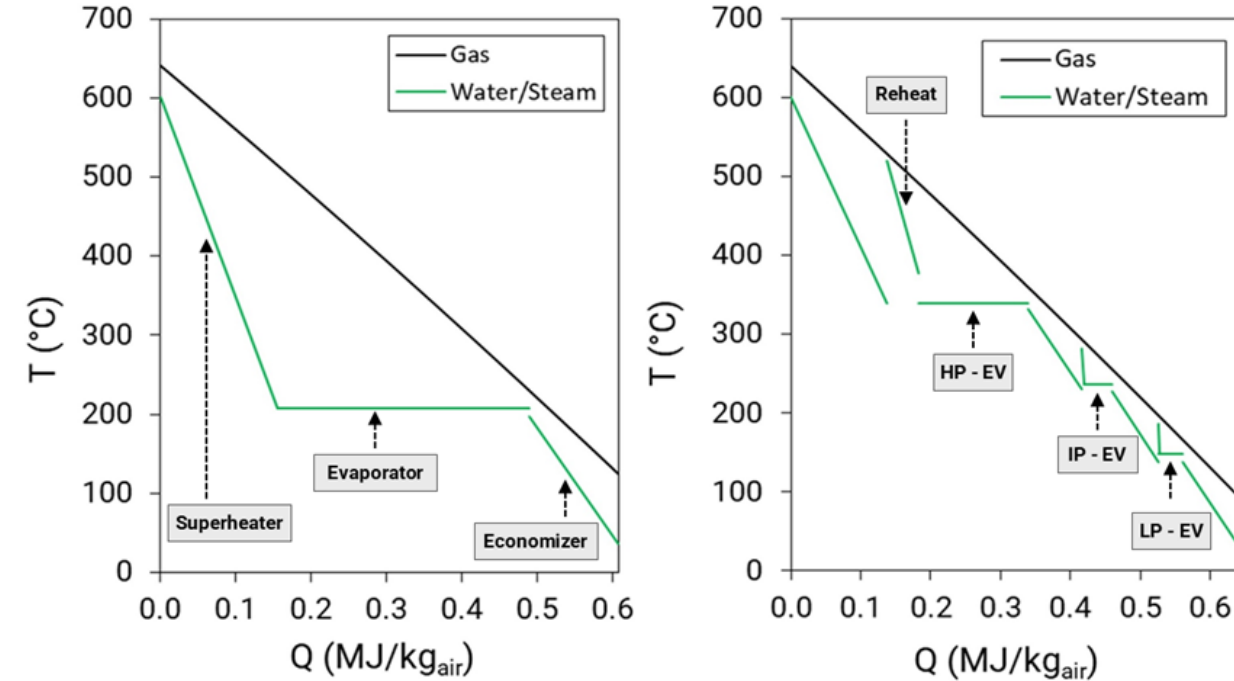 700
600
500
400
300
200
100
0
T (°C)
Gas
Water/Steam
Superheater
Evaporator
Economizer
0.0 0.1 0.2 0.3 0.4 0.5 0.6
Q (MJ/kgair)
700
600
500
400
300
200
100
0
T (°C)
Gas
Water/Steam
Reheat
HP - EV
IP - EV
LP - EV
0.0 0.1 0.2 0.3 0.4 0.5 0.6
Q (MJ/kgair)